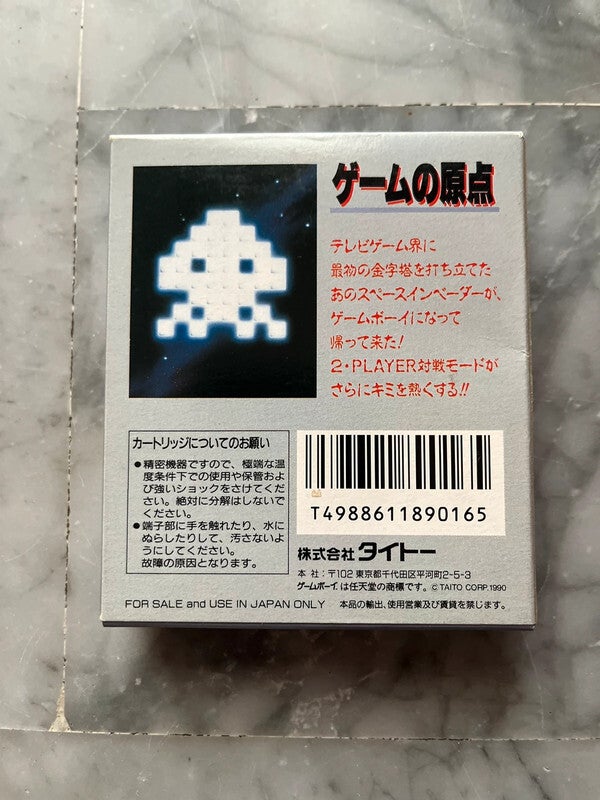 ゲームの原点
テレビゲーム界に
最初の金字搭を打ち立てた
あのスペースインベーダーが、
ゲームボーイになって
帰って来た!
2・PLAYER対戦モードが
さらにキミを熱くする!!
カートリッジについてのお願い
●精密機器ですので、極端な温
度条件下での使用や保管およ
び強いショックをさけてくだ
さい。絶対に分解はしないで
ください。
●端子部に手を触れたり、水に
ぬらしたりして、汚さないよ
うにしてください。
故障の原因となります。
T4988611890165
株式会社 タイトー
本 社:〒102 東京都千代田区平河町2-5-3
ゲームボーイ は任天堂の商標です。© TAITO CORP. 1990
FOR SALE and USE IN JAPAN ONLY 本品の輸出、使用営業及び賃貸を禁じます。